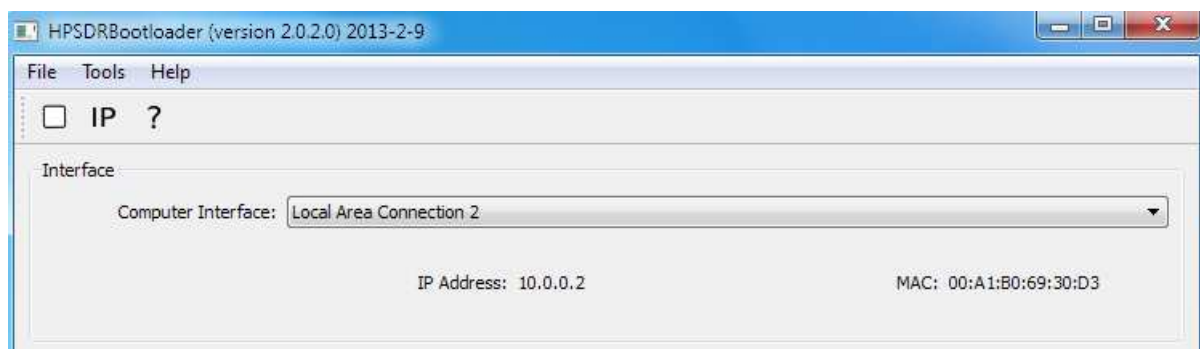 HPSDRBootloader (version 2.0.2.0) 2013-2-9
File Tools Help
IP ?
Interface
Computer Interface: Local Area Connection 2
IP Address: 10.0.0.2 MAC: 00:A1:B0:69:30:D3